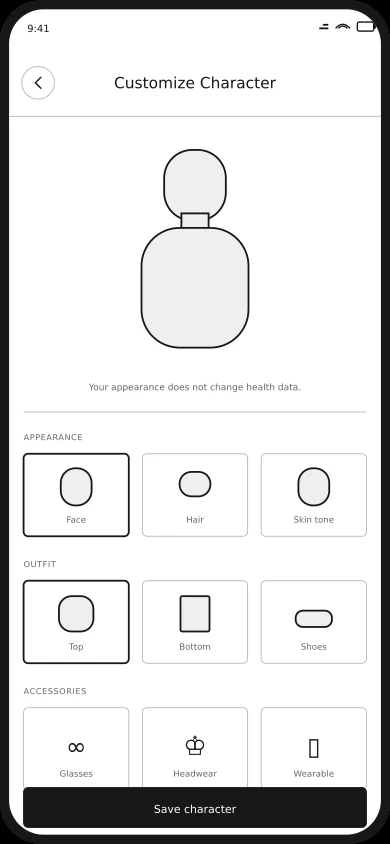 9:41
Customize Character
Your appearance does not change health data.
APPEARANCE
Face
Hair
Skin tone
OUTFIT
Top
Bottom
Shoes
ACCESSORIES
Glasses
Headwear
Wearable
Save character